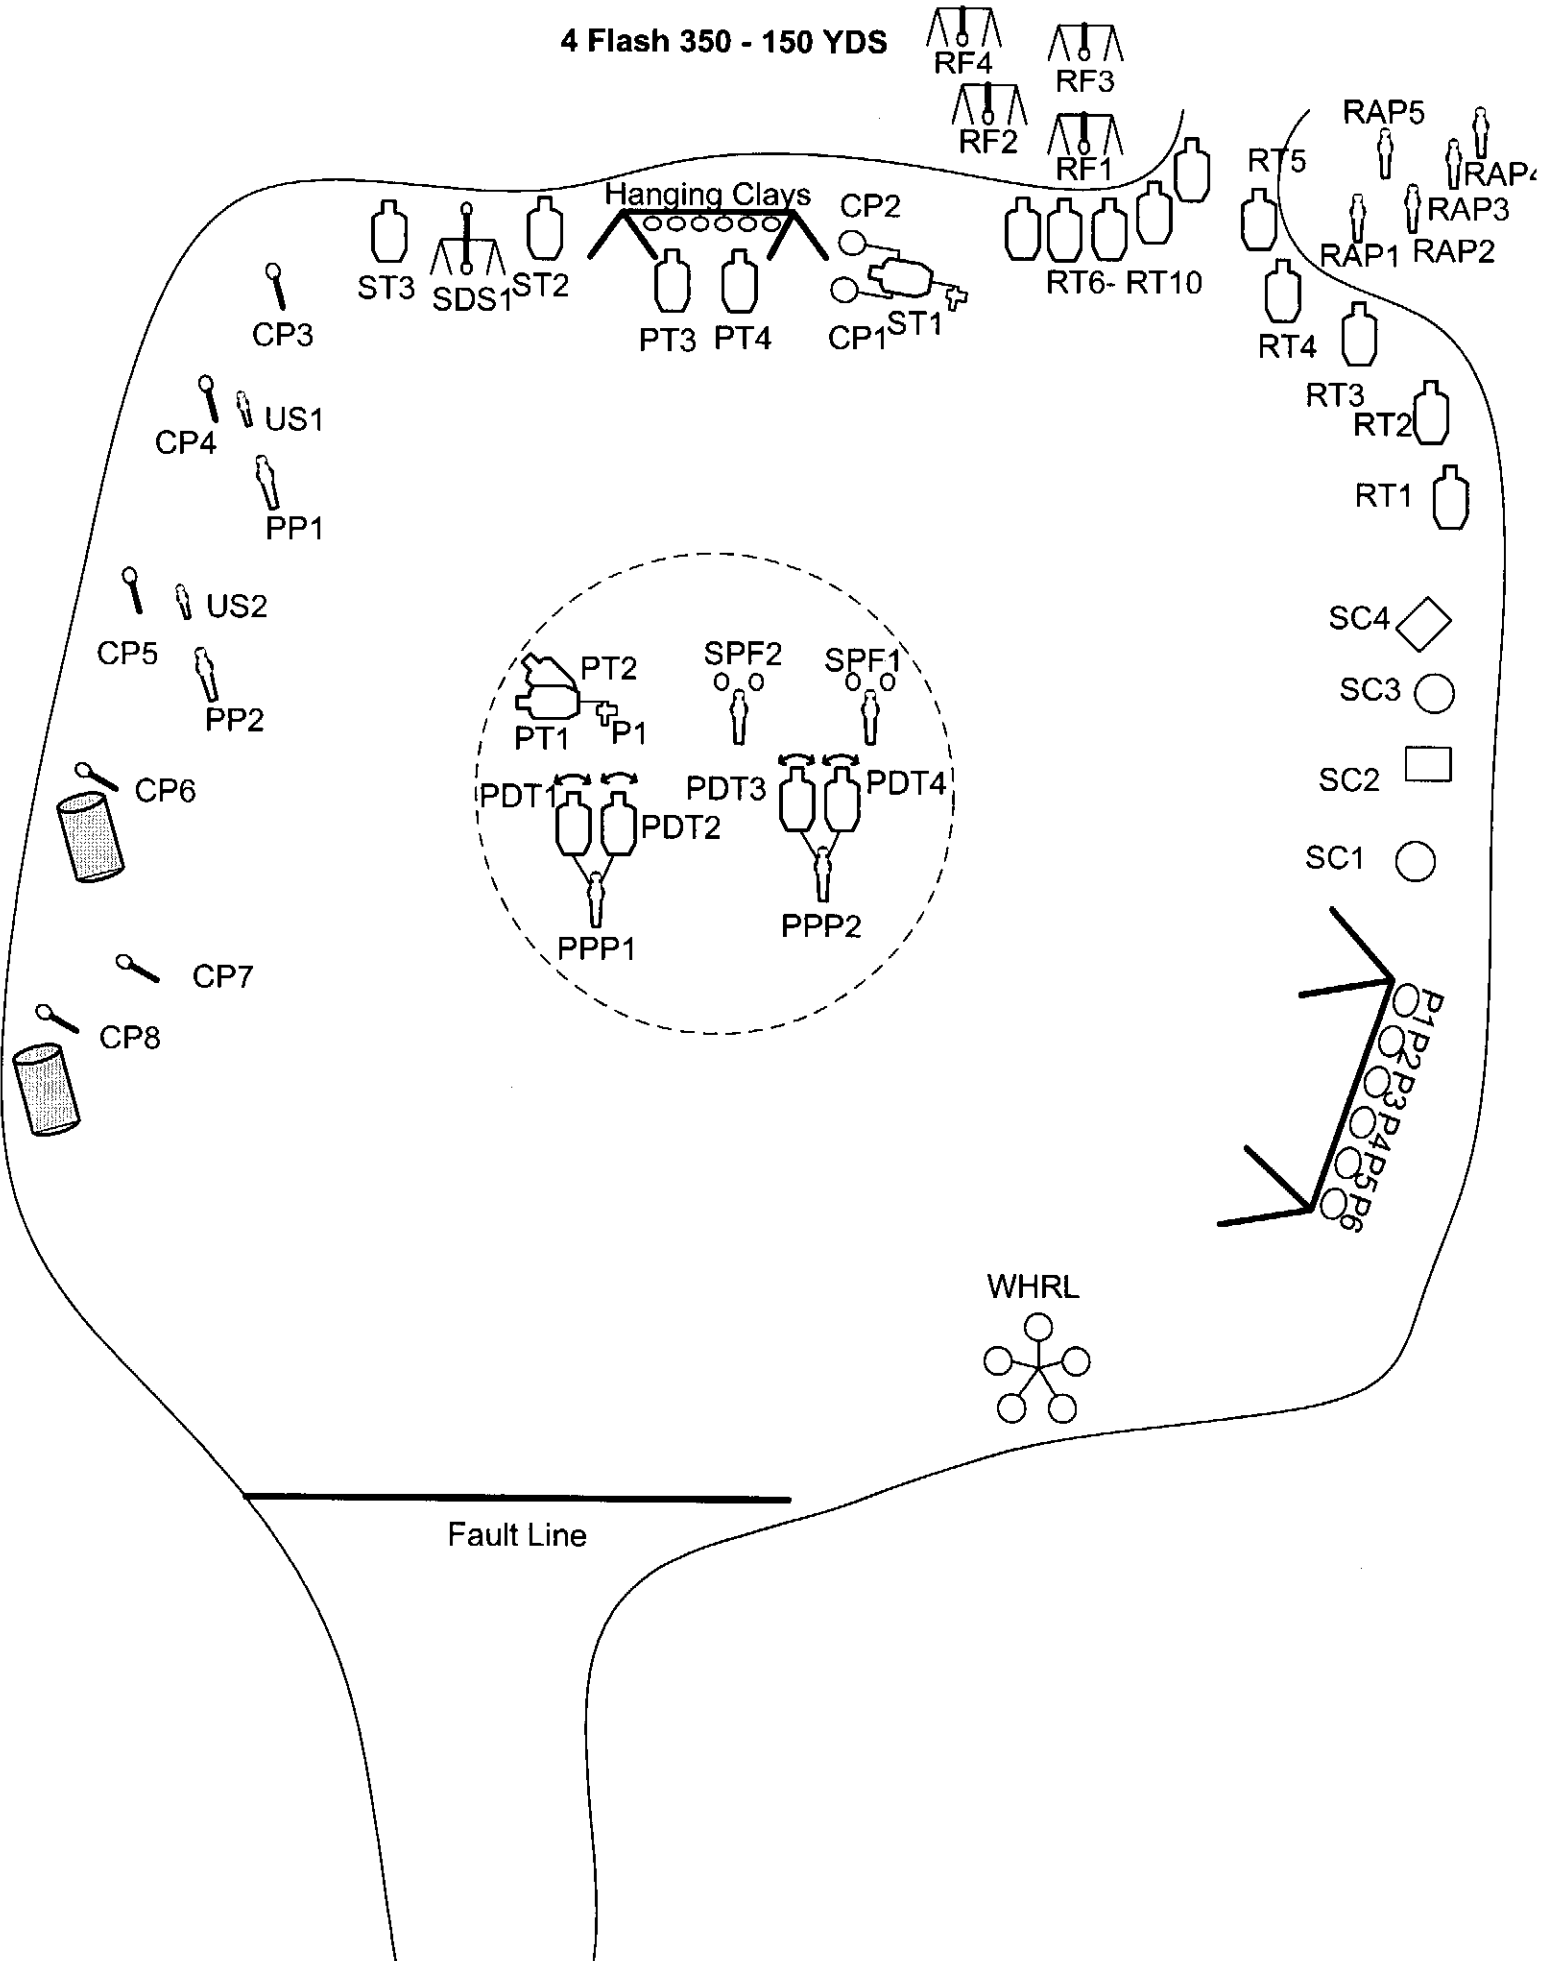 4 Flash 350 - 150 YDS
RF4
RF3
RF2
RF1
RAP5
RT5
RAP4
RAP3
RAP2
RAP1
Hanging Clays
CP2
ST3
SDS1
ST2
RT6- RT10
CP3
PT3
PT4
CP1
ST1
RT4
RT3
RT2
CP4
US1
PP1
RT1
CP5
US2
SC4
PP2
PT2
SPF2
SPF1
SC3
PT1
P1
CP6
PDT1
PDT2
PDT3
PDT4
SC2
SC1
PPP1
PPP2
CP7
CP8
P1
P2
P3
P4
P5
P6
WHRL
Fault Line